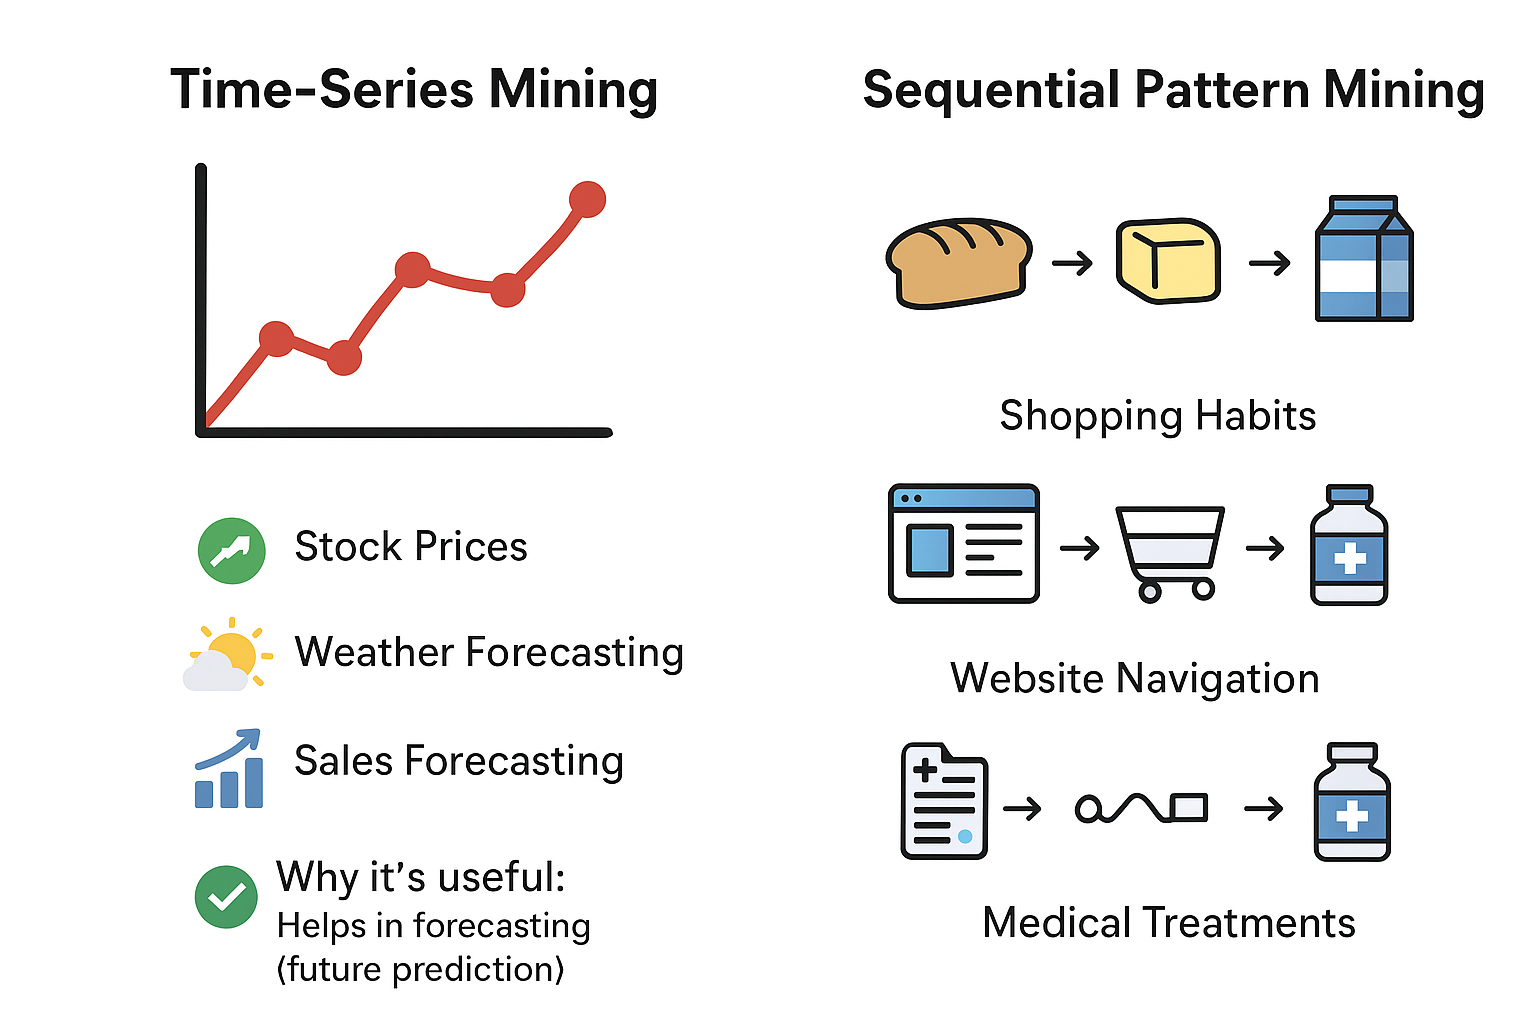 Time-Series Mining
Stock Prices
Weather Forecasting
Sales Forecasting
Why it's useful:
Helps in forecasting
(future prediction)
Sequential Pattern Mining
Shopping Habits
Website Navigation
Medical Treatments